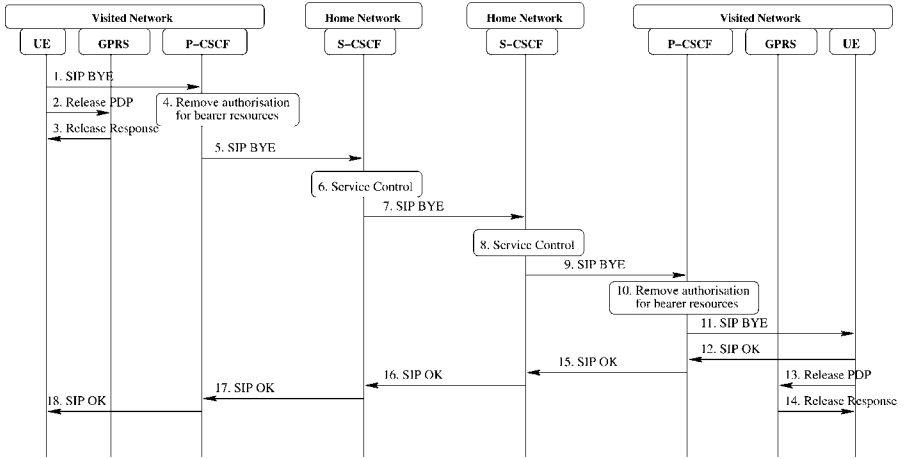 Visited Network
Home Network
Home Network
Visited Network
UE
GPRS
P-CSCF
S-CSCF
S-CSCF
P-CSCF
GPRS
UE
1. SIP BYE
2. Release PDP
3. Release Response
4. Remove authorisation
for bearer resources
5. SIP BYE
6. Service Control
7. SIP BYE
8. Service Control
9. SIP BYE
10. Remove authorisation
for bearer resources
11. SIP BYE
12. SIP OK
13. Release PDP
14. Release Response
15. SIP OK
16. SIP OK
17. SIP OK
18. SIP OK